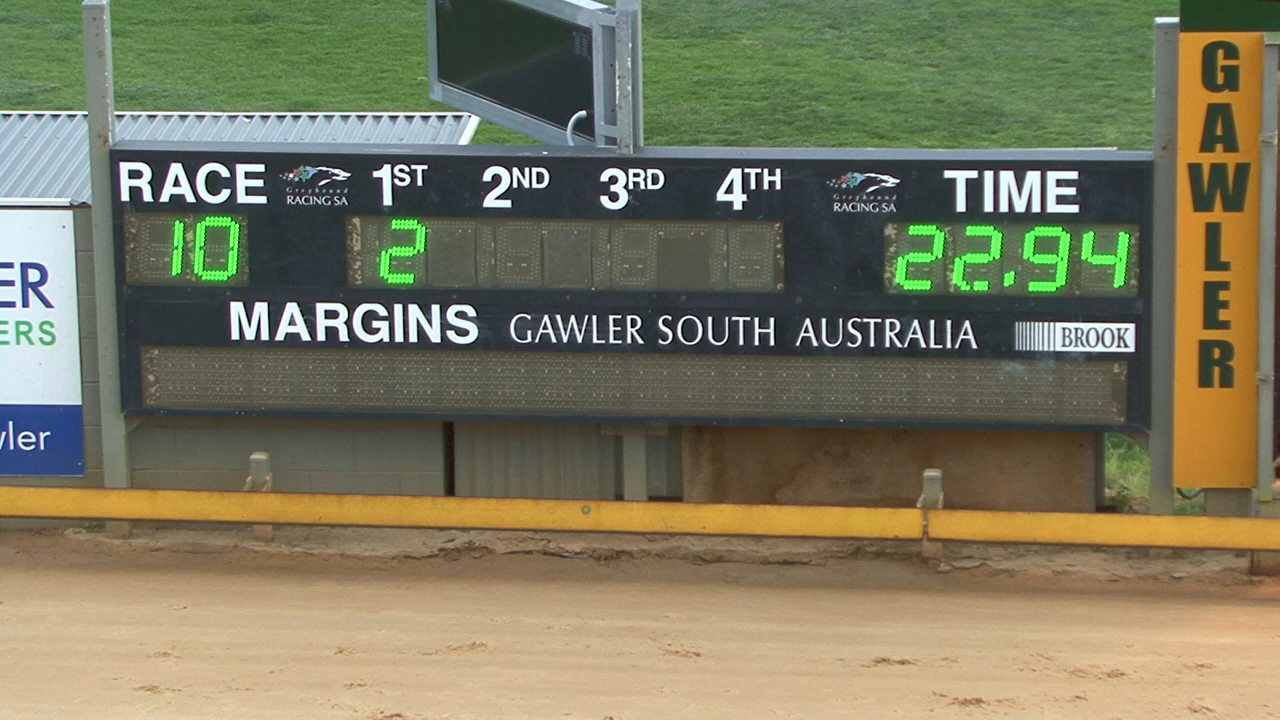 GAWLER
RACE
Greyhound
RACING SA
1ST 2ND 3RD 4TH
Greyhound
RACING SA
TIME
10 2 22.94
MARGINS GAWLER SOUTH AUSTRALIA BROOK
ER
ERS
wler